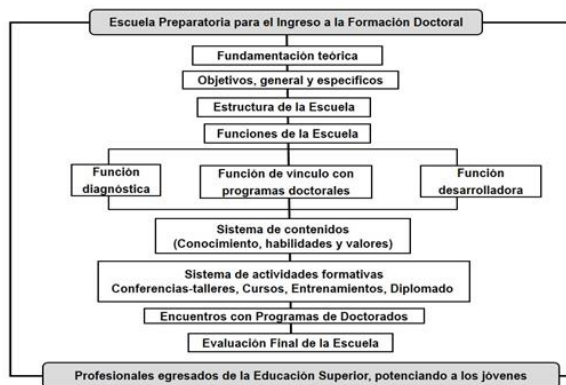 Escuela Preparatoria para el Ingreso a la Formación Doctoral
Fundamentación teórica
Objetivos, general y específicos
Estructura de la Escuela
Funciones de la Escuela
Función
diagnóstica
Función de vínculo con
programas doctorales
Función
desarrolladora
Sistema de contenidos
(Conocimiento, habilidades y valores)
Sistema de actividades formativas
Conferencias-talleres, Cursos, Entrenamientos, Diplomado
Encuentros con Programas de Doctorados
Evaluación Final de la Escuela
Profesionales egresados de la Educación Superior, potenciando a los jóvenes